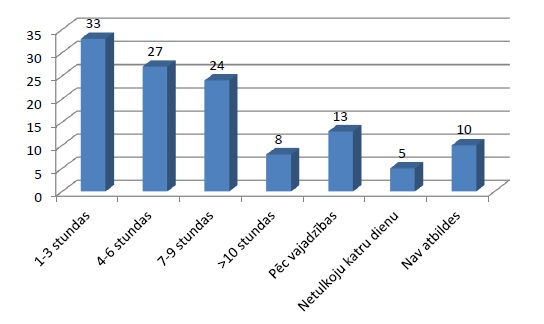 35
30
25
20
15
10
5
0
33
27
24
8
13
5
10
1-3 stundas
4-6 stundas
7-9 stundas
>10 stundas
Pēc vajadzības
Netulkoju katru dienu
Nav atbildes